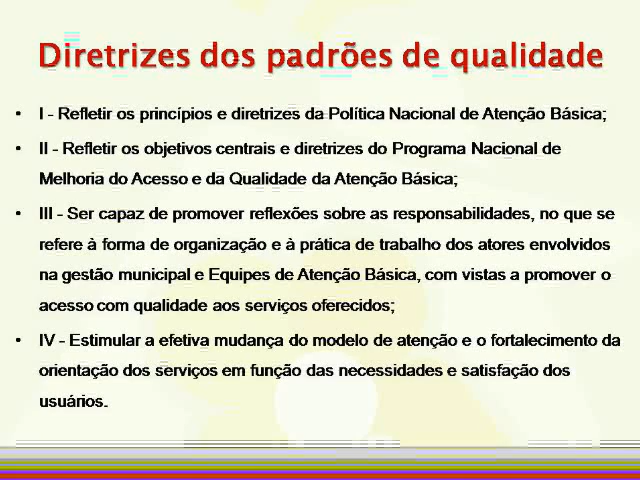 Diretrizes dos padrões de qualidade
• I - Refletir os princípios e diretrizes da Política Nacional de Atenção Básica;
• II - Refletir os objetivos centrais e diretrizes do Programa Nacional de
Melhoria do Acesso e da Qualidade da Atenção Básica;
• III - Ser capaz de promover reflexões sobre as responsabilidades, no que se
refere à forma de organização e à prática de trabalho dos atores envolvidos
na gestão municipal e Equipes de Atenção Básica, com vistas a promover o
acesso com qualidade aos serviços oferecidos;
• IV - Estimular a efetiva mudança do modelo de atenção e o fortalecimento da
orientação dos serviços em função das necessidades e satisfação dos
usuários.